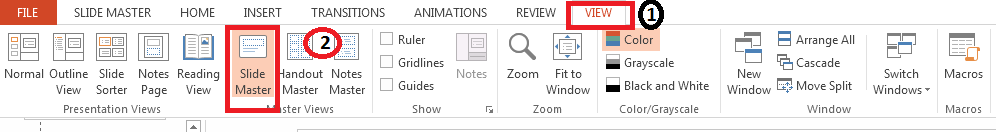 FILE SLIDE MASTER HOME INSERT TRANSITIONS ANIMATIONS REVIEW VIEW 1
Normal
Outline View
Slide Sorter
Notes Page
Reading View
Slide Master
2
Handout Master
Notes Master
Ruler
Gridlines
Guides
Notes
Zoom
Fit to Window
Color
Grayscale
Black and White
New Window
Arrange All
Cascade
Move Split
Switch Windows
Macros
Presentation Views Master Views Show Zoom Color/Grayscale Window Macros